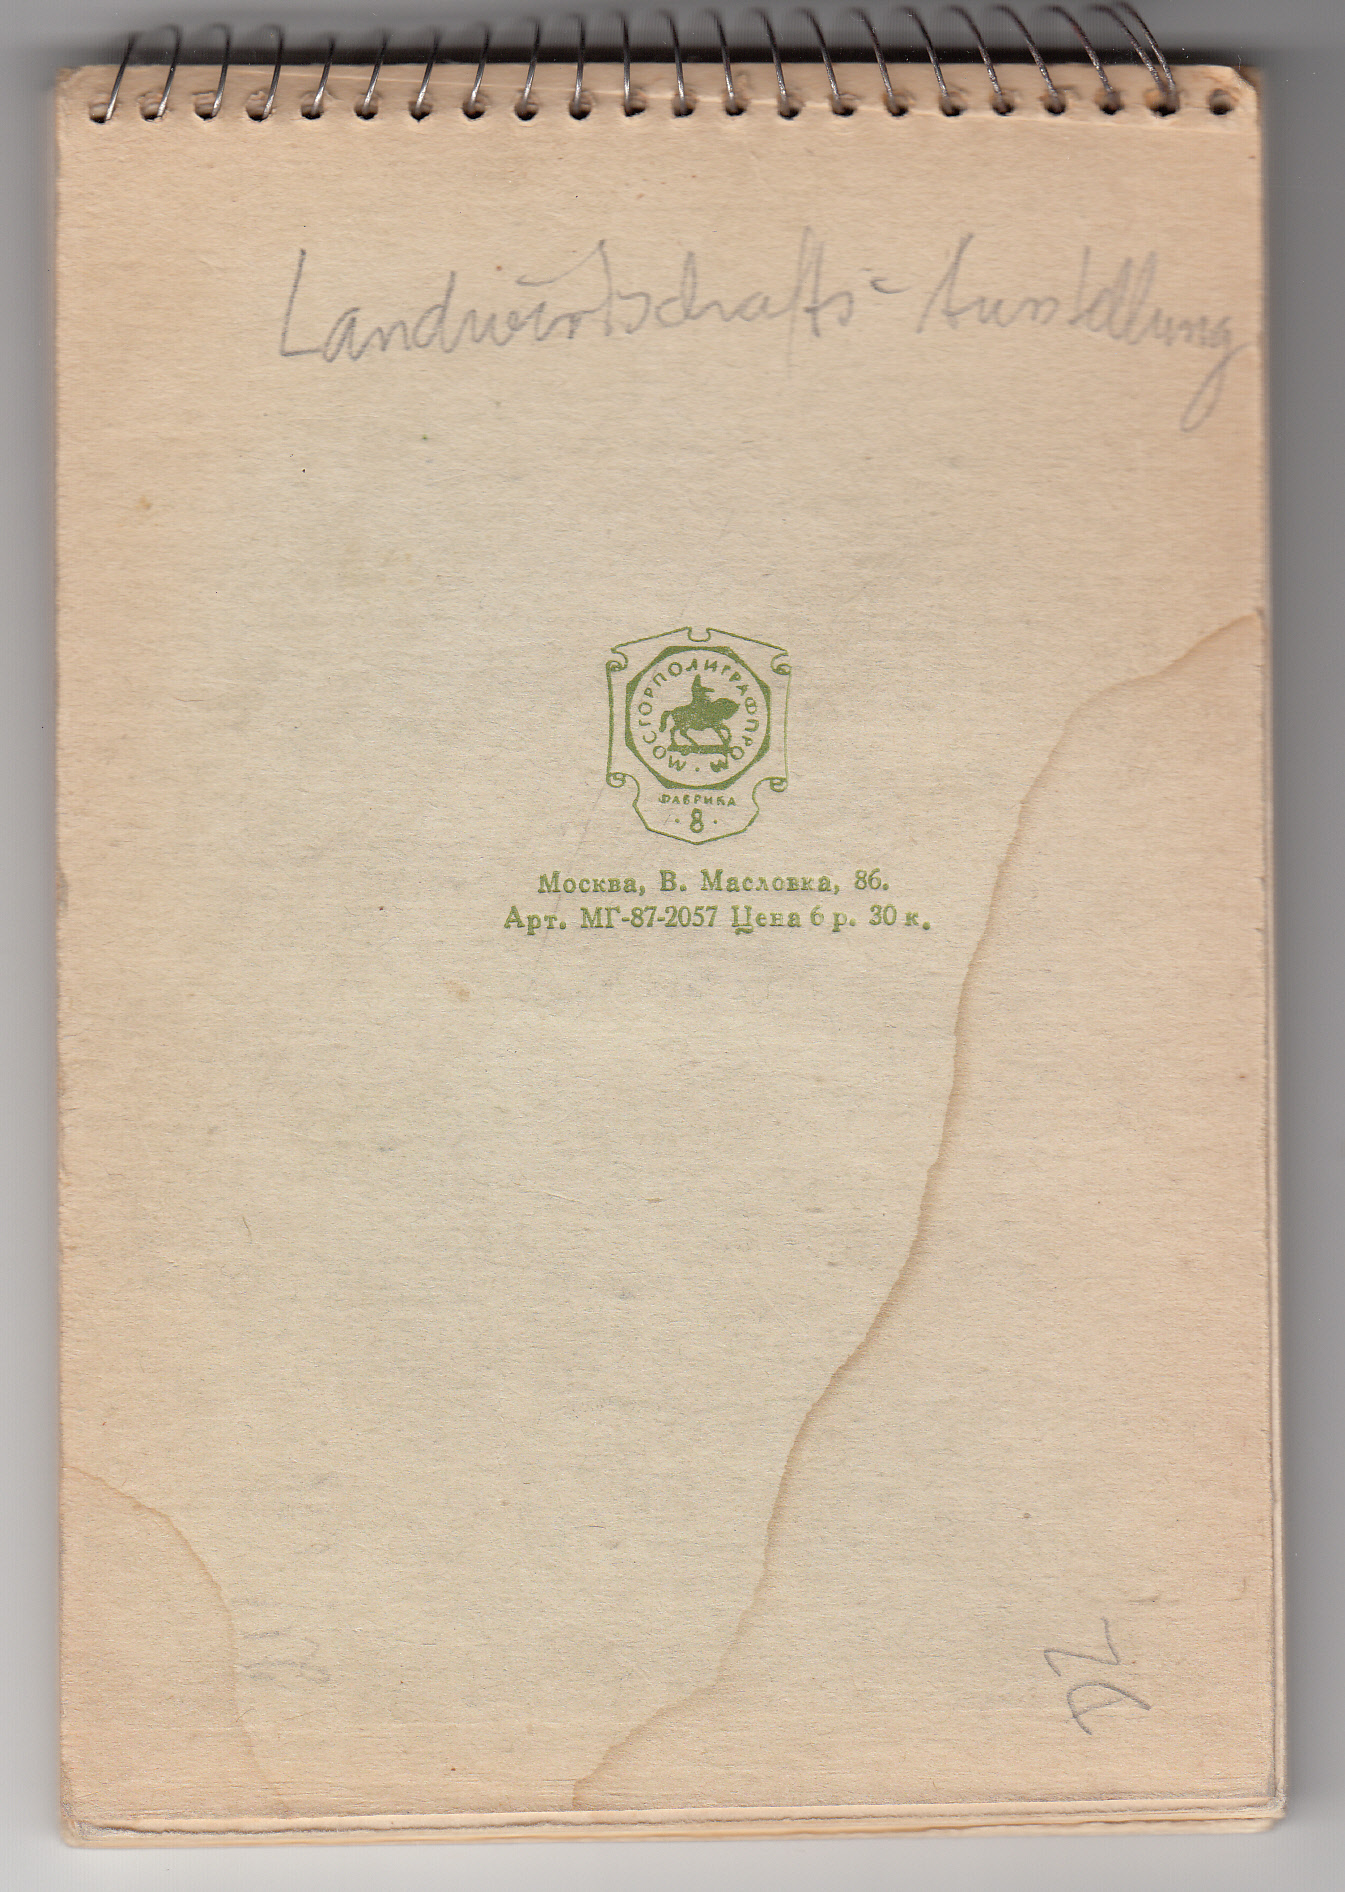 Landwirtschafts-Ausstellung
МОСГОРПОЛИГРАФПРОМ
ФАБРИКА
· 8 ·
Москва, В. Масловка, 86.
Арт. МГ-87-2057 Цена 6 р. 30 к.